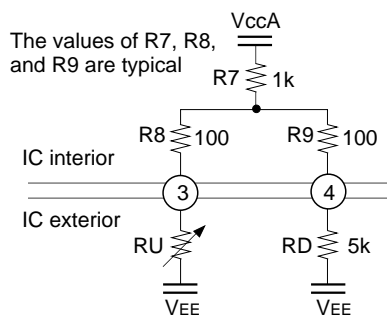 VccA
The values of R7, R8,
and R9 are typical
R7 1k
R8 100
R9 100
IC interior
3
4
IC exterior
RU
RD 5k
VEE
VEE